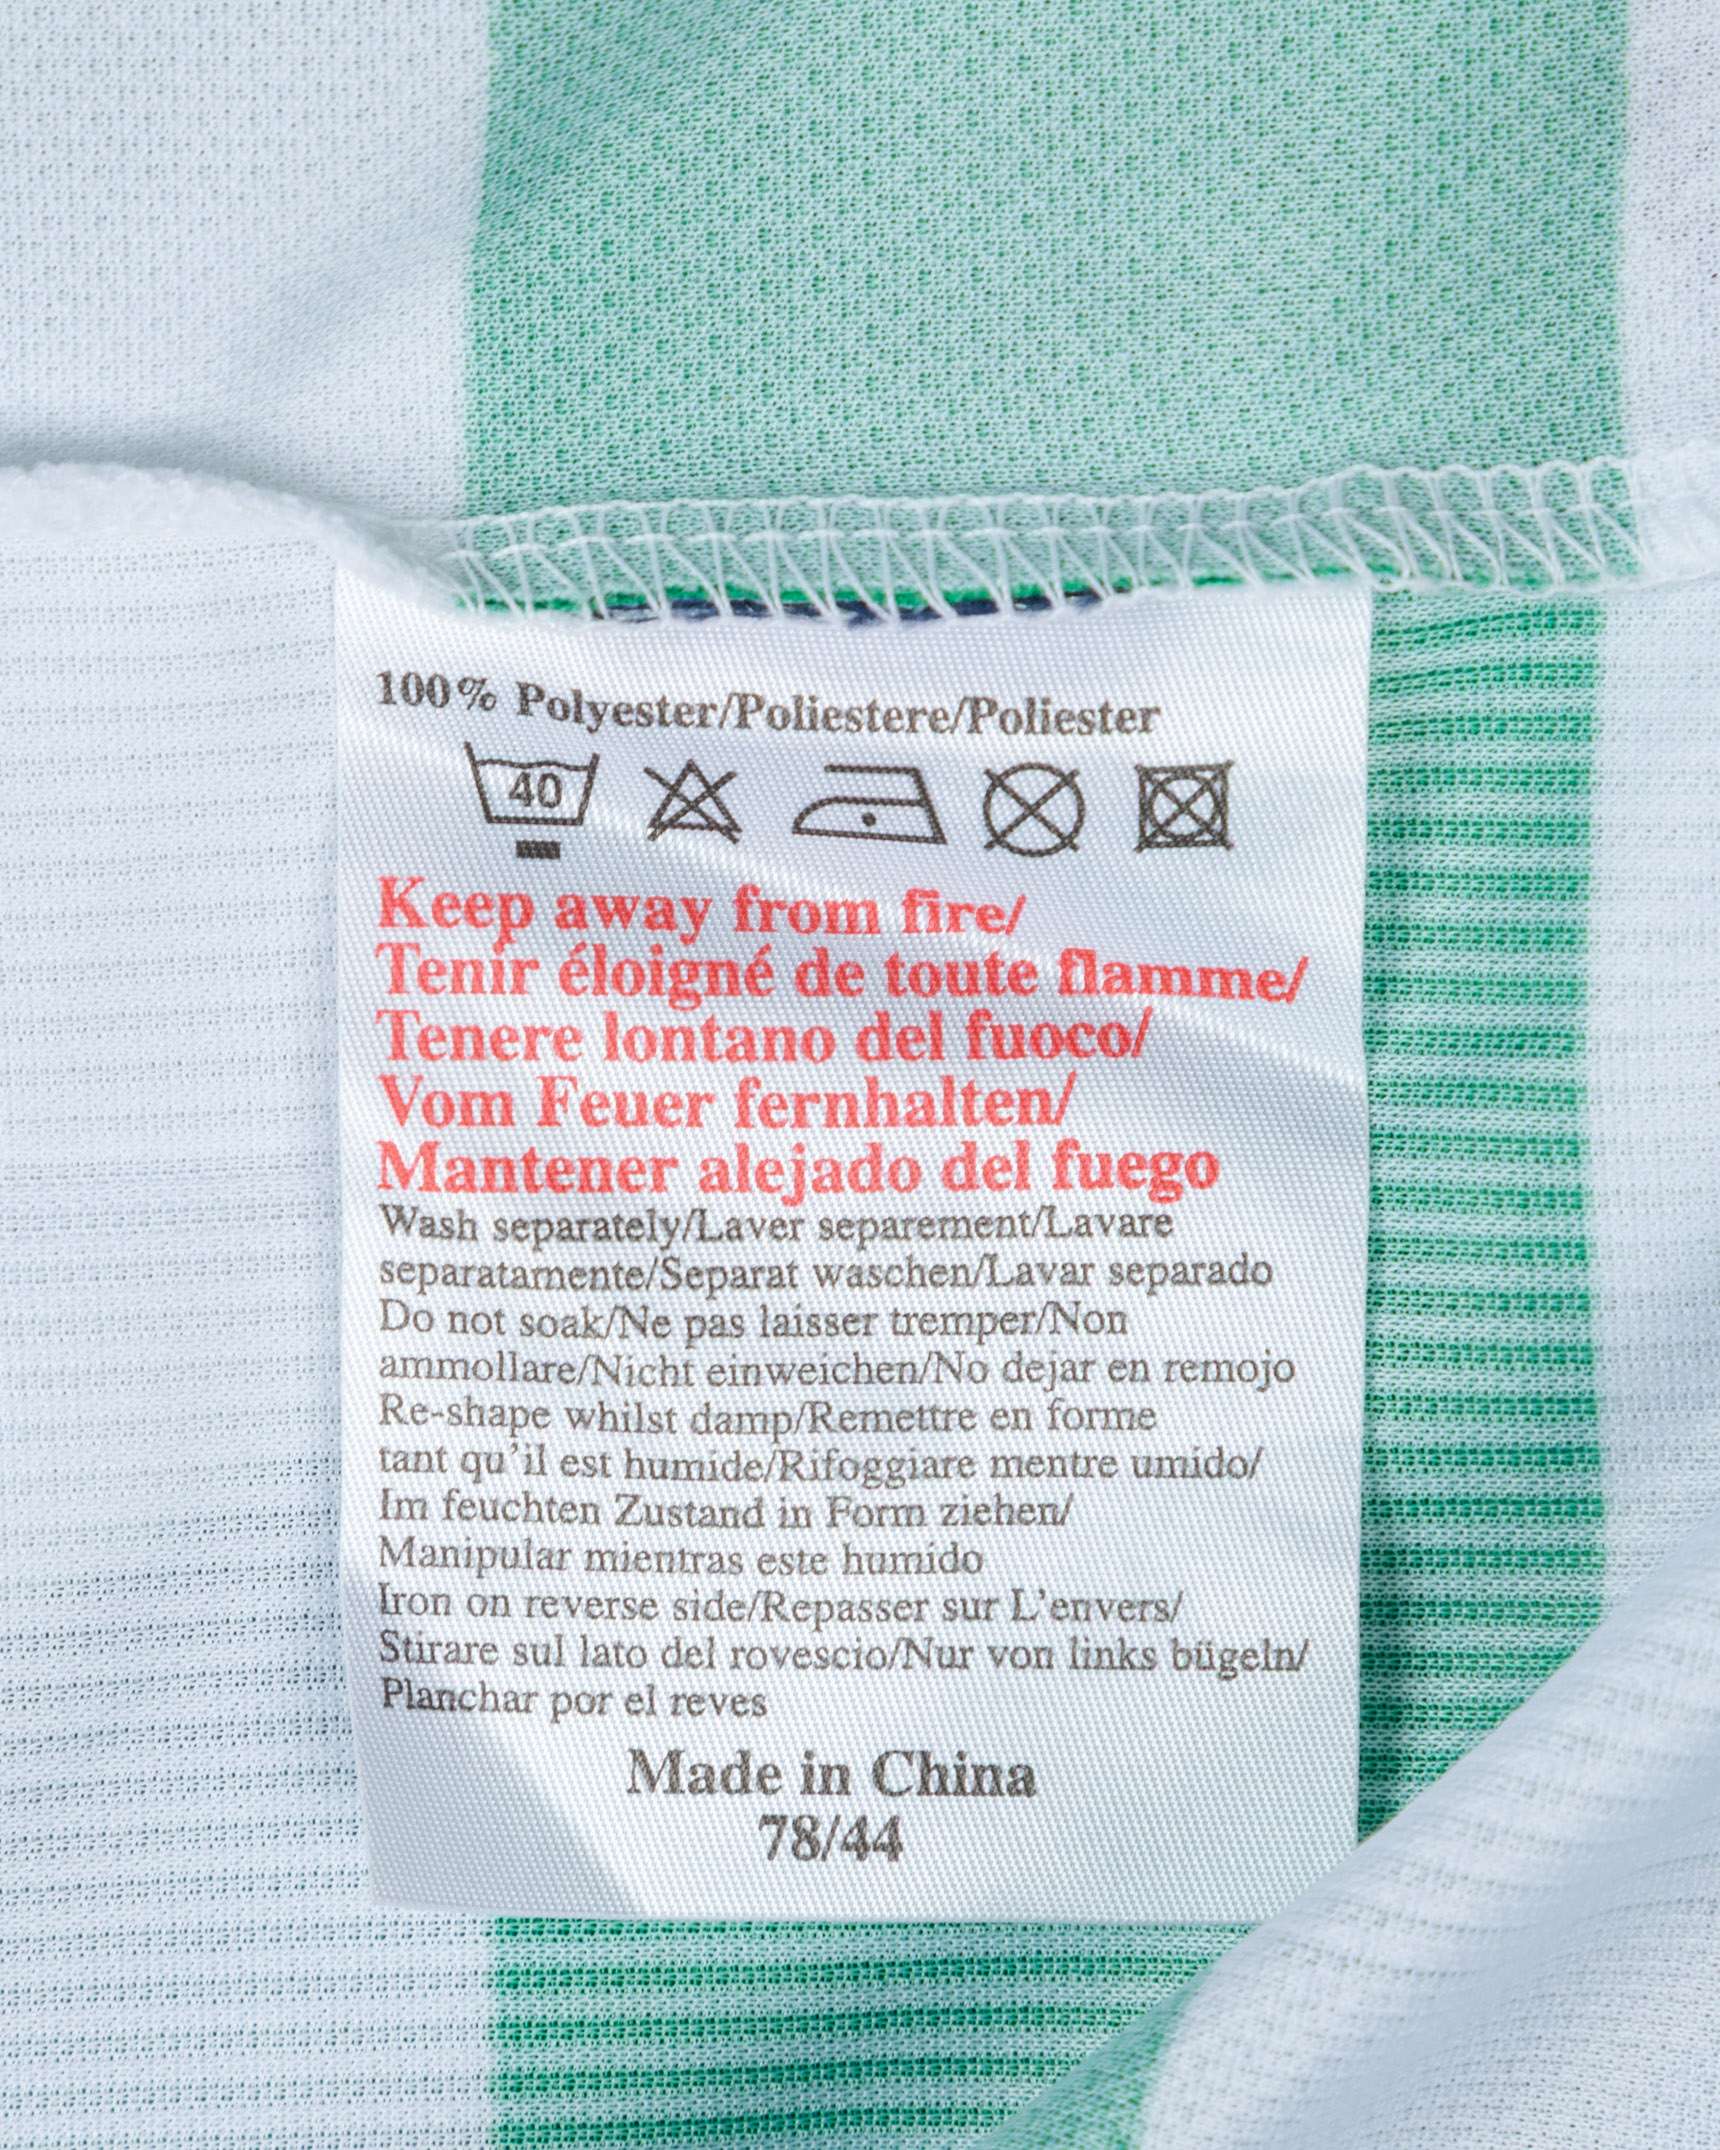 100% Polyester/Poliestere/Poliester
40
Keep away from fire/
Tenir éloigné de toute flamme/
Tenere lontano del fuoco/
Vom Feuer fernhalten/
Mantener alejado del fuego
Wash separately/Laver separement/Lavare
separatamente/Separat waschen/Lavar separado
Do not soak/Ne pas laisser tremper/Non
ammollare/Nicht einweichen/No dejar en remojo
Re-shape whilst damp/Remettre en forme
tant qu'il est humide/Rifoggiare mentre umido/
Im feuchten Zustand in Form ziehen/
Manipular mientras este humido
Iron on reverse side/Repasser sur L'envers/
Stirare sul lato del rovescio/Nur von links bügeln/
Planchar por el reves
Made in China
78/44